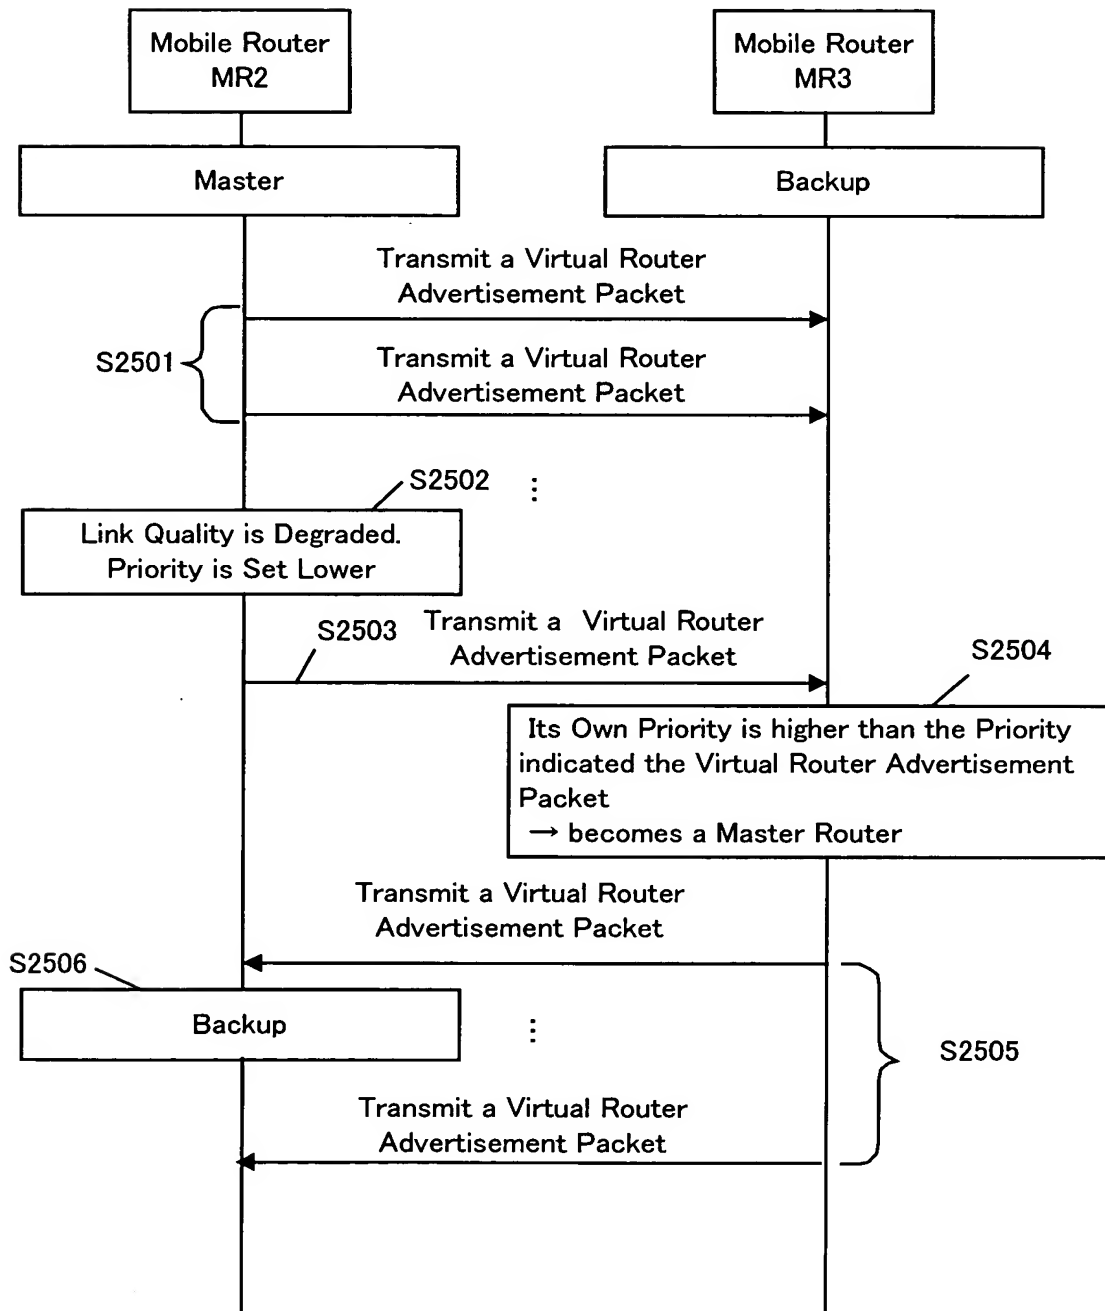 Mobile Router
MR2
Mobile Router
MR3
Master
Backup
Transmit a Virtual Router
Advertisement Packet
S2501
Transmit a Virtual Router
Advertisement Packet
S2502
Link Quality is Degraded.
Priority is Set Lower
S2503
Transmit a Virtual Router
Advertisement Packet
S2504
Its Own Priority is higher than the Priority
indicated the Virtual Router Advertisement
Packet
→ becomes a Master Router
Transmit a Virtual Router
Advertisement Packet
S2506
Backup
S2505
Transmit a Virtual Router
Advertisement Packet